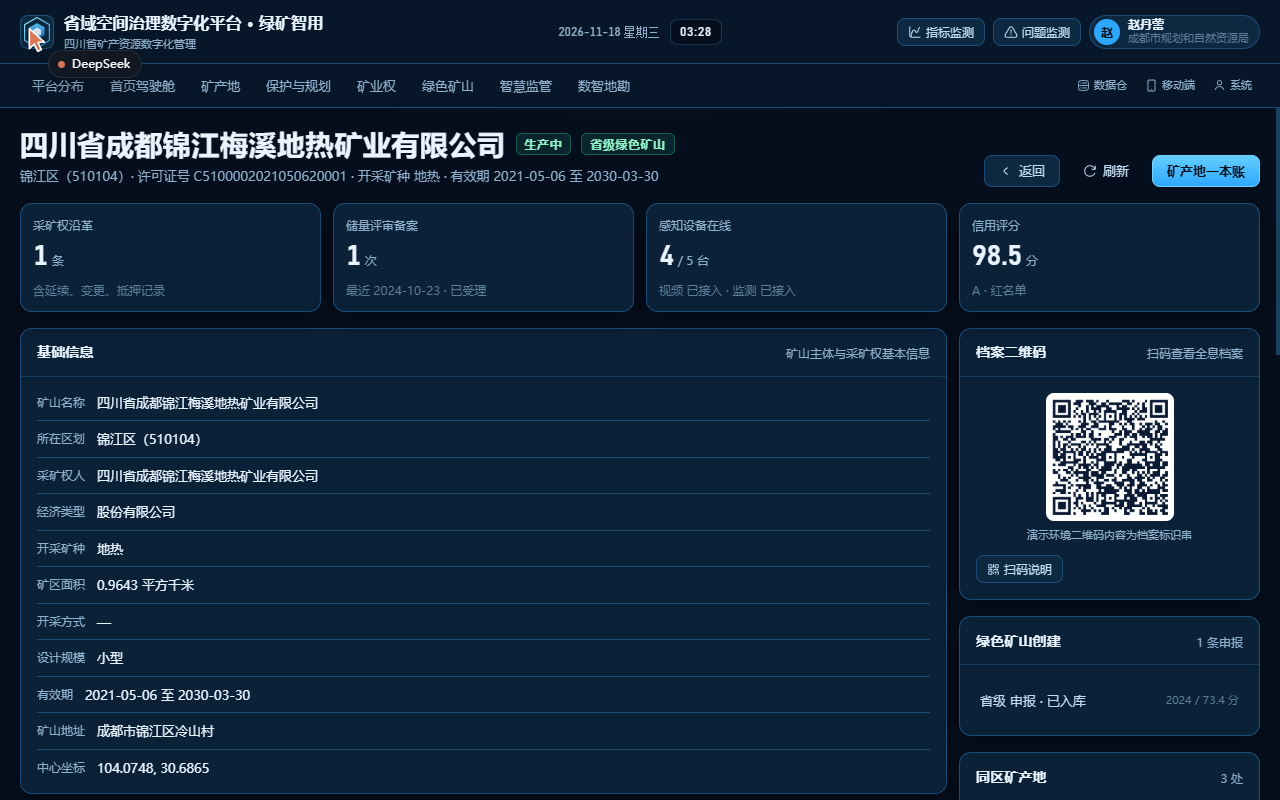 省域空间治理数字化平台 • 绿矿智用
四川省矿产资源数字化管理
2026-11-18 星期三 03:28
指标监测 问题监测 赵 赵丹蕾
成都市规划和自然资源局
DeepSeek
平台分布 首页驾驶舱 矿产地 保护与规划 矿业权 绿色矿山 智慧监管 数智地勘 数据仓 移动端 系统
四川省成都锦江梅溪地热矿业有限公司 生产中 省级绿色矿山
锦江区（510104）· 许可证号 C5100002021050620001 · 开采矿种 地热 · 有效期 2021-05-06 至 2030-03-30
返回 刷新 矿产地一本账
采矿权沿革
1 条
含延续、变更、抵押记录
储量评审备案
1 次
最近 2024-10-23 · 已受理
感知设备在线
4 / 5 台
视频 已接入 · 监测 已接入
信用评分
98.5 分
A · 红名单
基础信息 矿山主体与采矿权基本信息
矿山名称 四川省成都锦江梅溪地热矿业有限公司
所在区划 锦江区（510104）
采矿权人 四川省成都锦江梅溪地热矿业有限公司
经济类型 股份有限公司
开采矿种 地热
矿区面积 0.9643 平方千米
开采方式 —
设计规模 小型
有效期 2021-05-06 至 2030-03-30
矿山地址 成都市锦江区冷山村
中心坐标 104.0748, 30.6865
档案二维码 扫码查看全息档案
演示环境二维码内容为档案标识串
扫码说明
绿色矿山创建 1 条申报
省级 申报 · 已入库 2024 / 73.4 分
同区矿产地 3 处